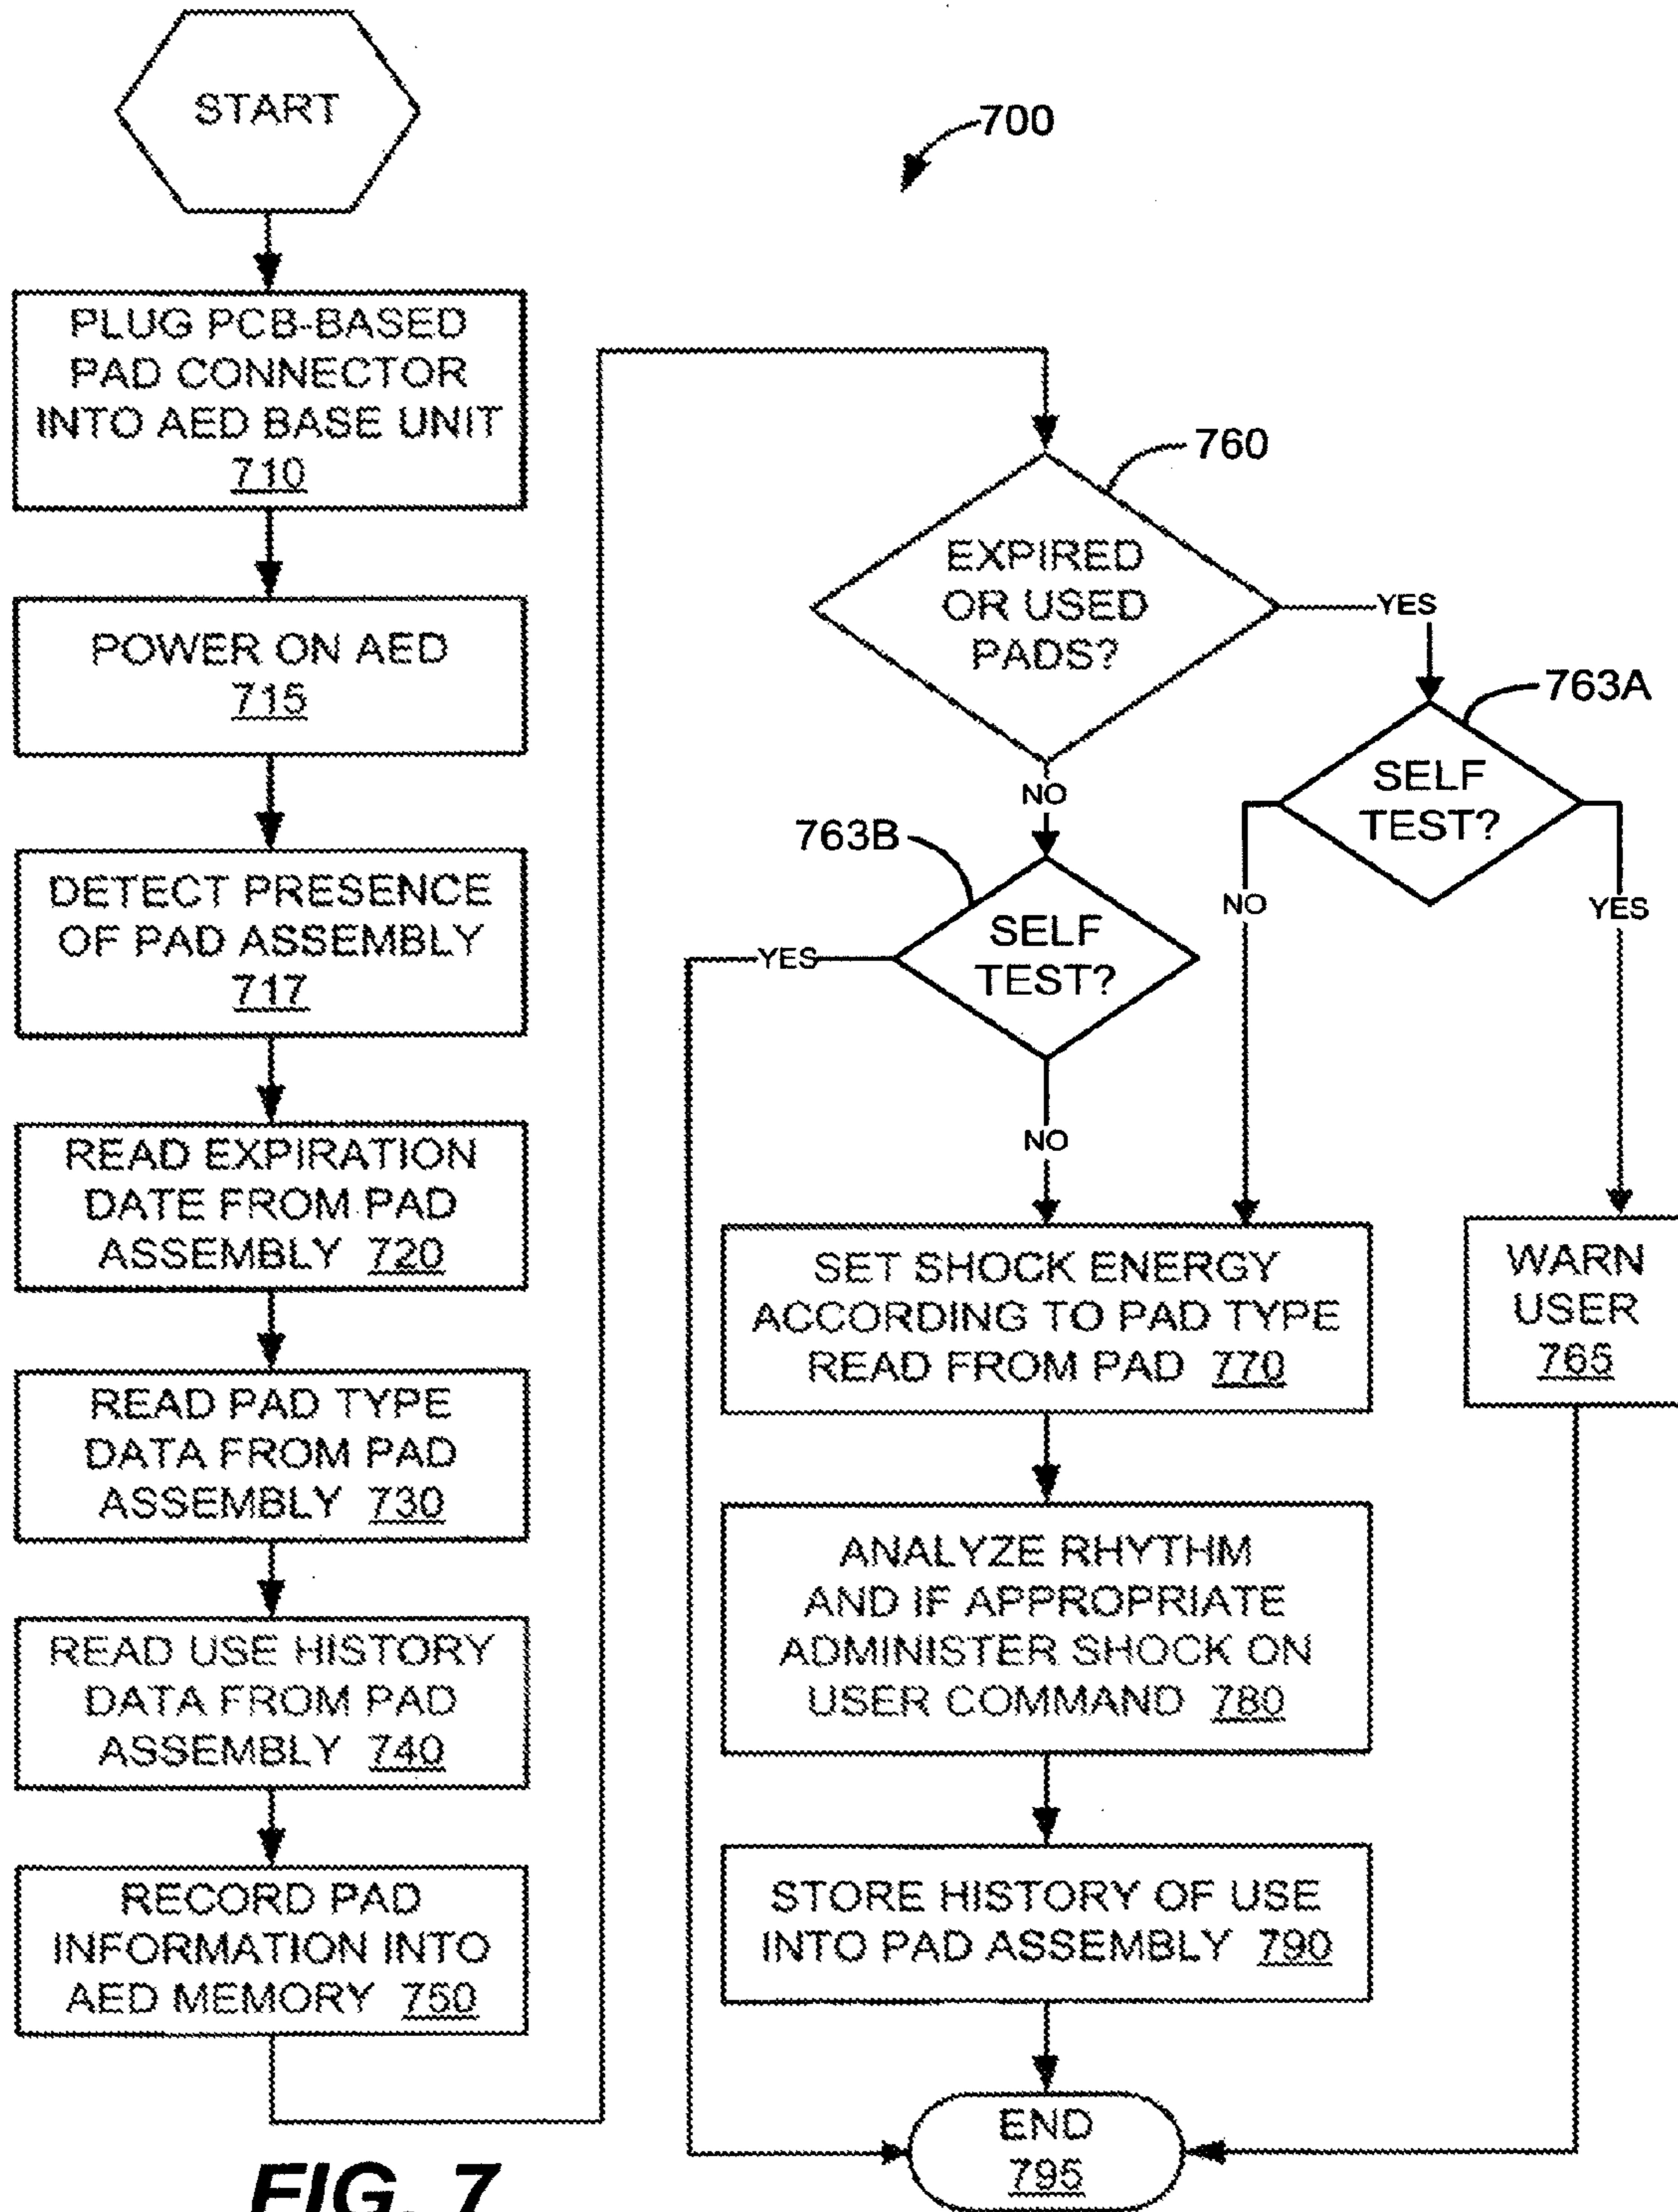 START
700
PLUG PCB-BASED
PAD CONNECTOR
INTO AED BASE UNIT
710
POWER ON AED
715
DETECT PRESENCE
OF PAD ASSEMBLY
717
READ EXPIRATION
DATE FROM PAD
ASSEMBLY 720
READ PAD TYPE
DATA FROM PAD
ASSEMBLY 730
READ USE HISTORY
DATA FROM PAD
ASSEMBLY 740
RECORD PAD
INFORMATION INTO
AED MEMORY 750
760
EXPIRED
OR USED
PADS?
YES
NO
763A
SELF
TEST?
NO
YES
763B
SELF
TEST?
YES
NO
SET SHOCK ENERGY
ACCORDING TO PAD TYPE
READ FROM PAD 770
WARN
USER
765
ANALYZE RHYTHM
AND IF APPROPRIATE
ADMINISTER SHOCK ON
USER COMMAND 780
STORE HISTORY OF USE
INTO PAD ASSEMBLY 790
END
795
FIG. 7